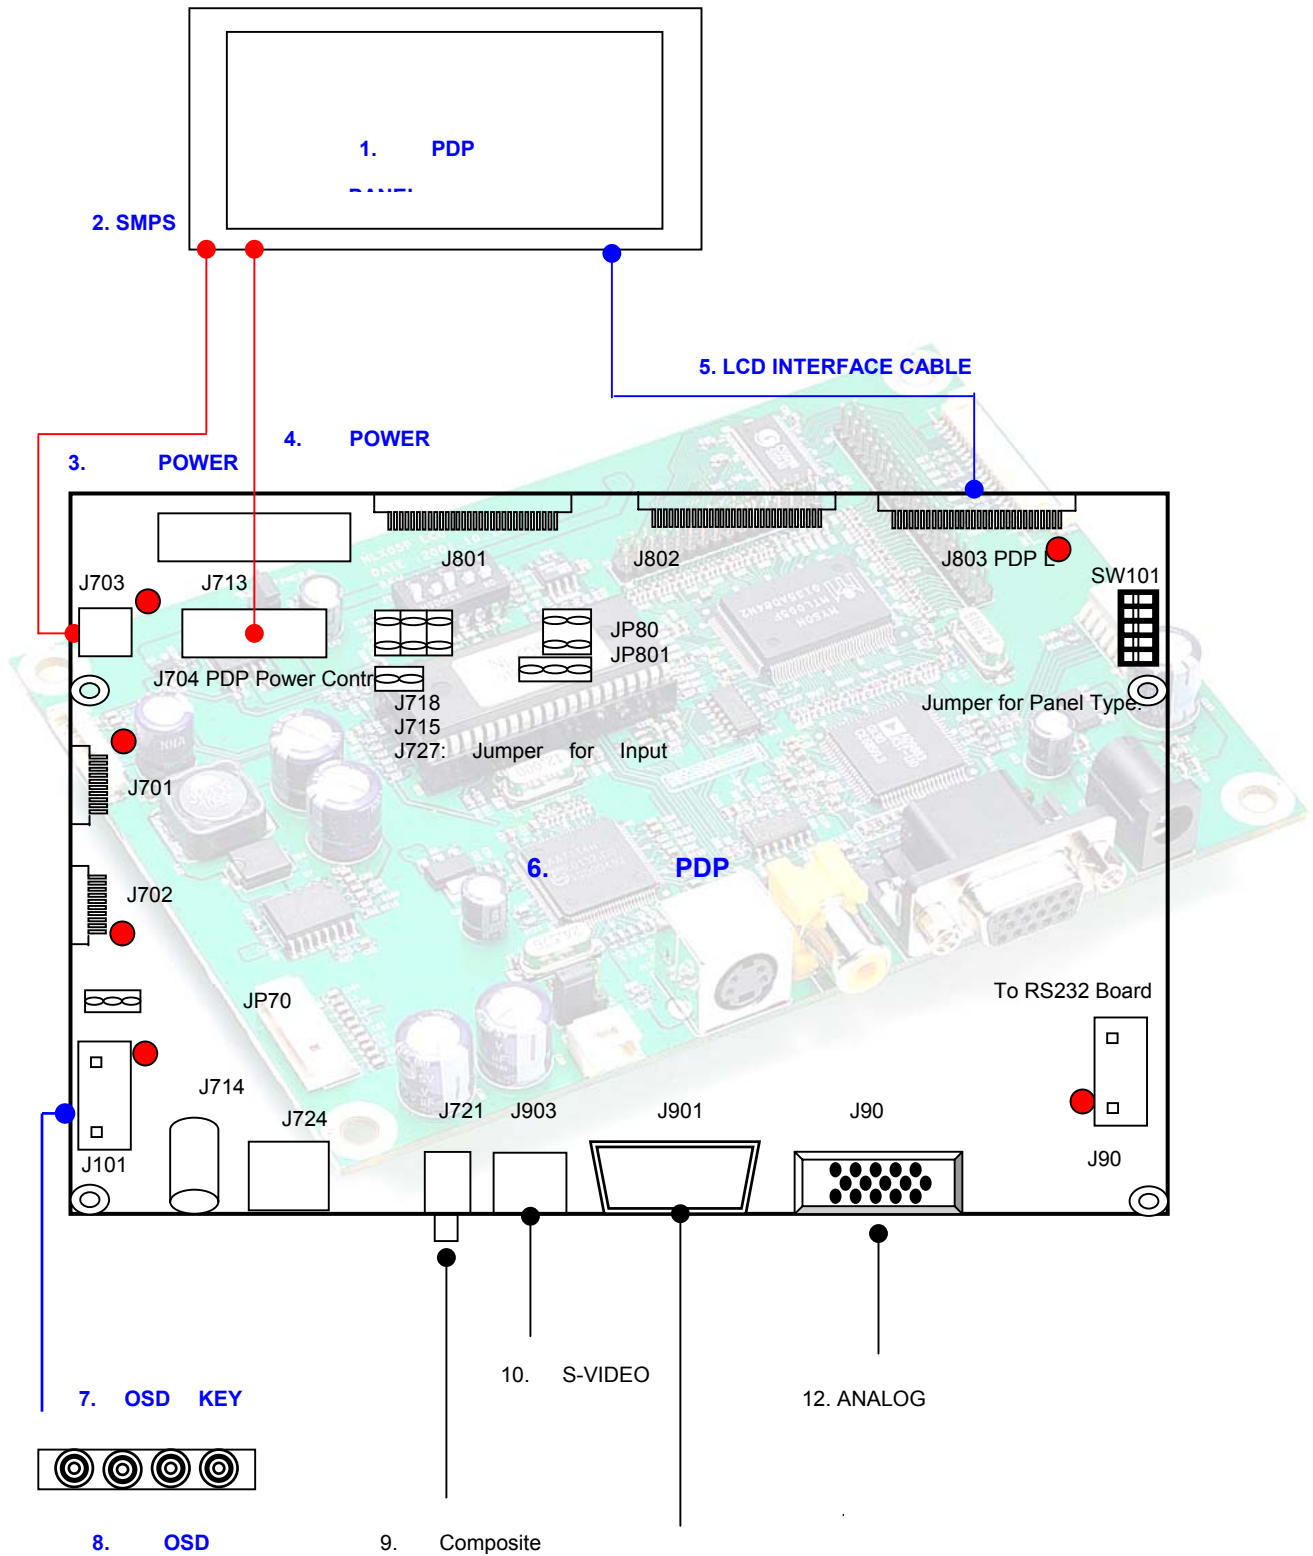 1. PDP
PANEL
2. SMPS
5. LCD INTERFACE CABLE
4. POWER
3. POWER
J801
J802
J803 PDP L
J703
J713
SW101
JP80
JP801
J704 PDP Power Contr
J718
J715
J727: Jumper for Input
Jumper for Panel Type.
J701
6. PDP
J702
JP70
To RS232 Board
J714
J724
J721
J903
J901
J90
J101
J90
10. S-VIDEO
7. OSD KEY
12. ANALOG
8. OSD
9. Composite